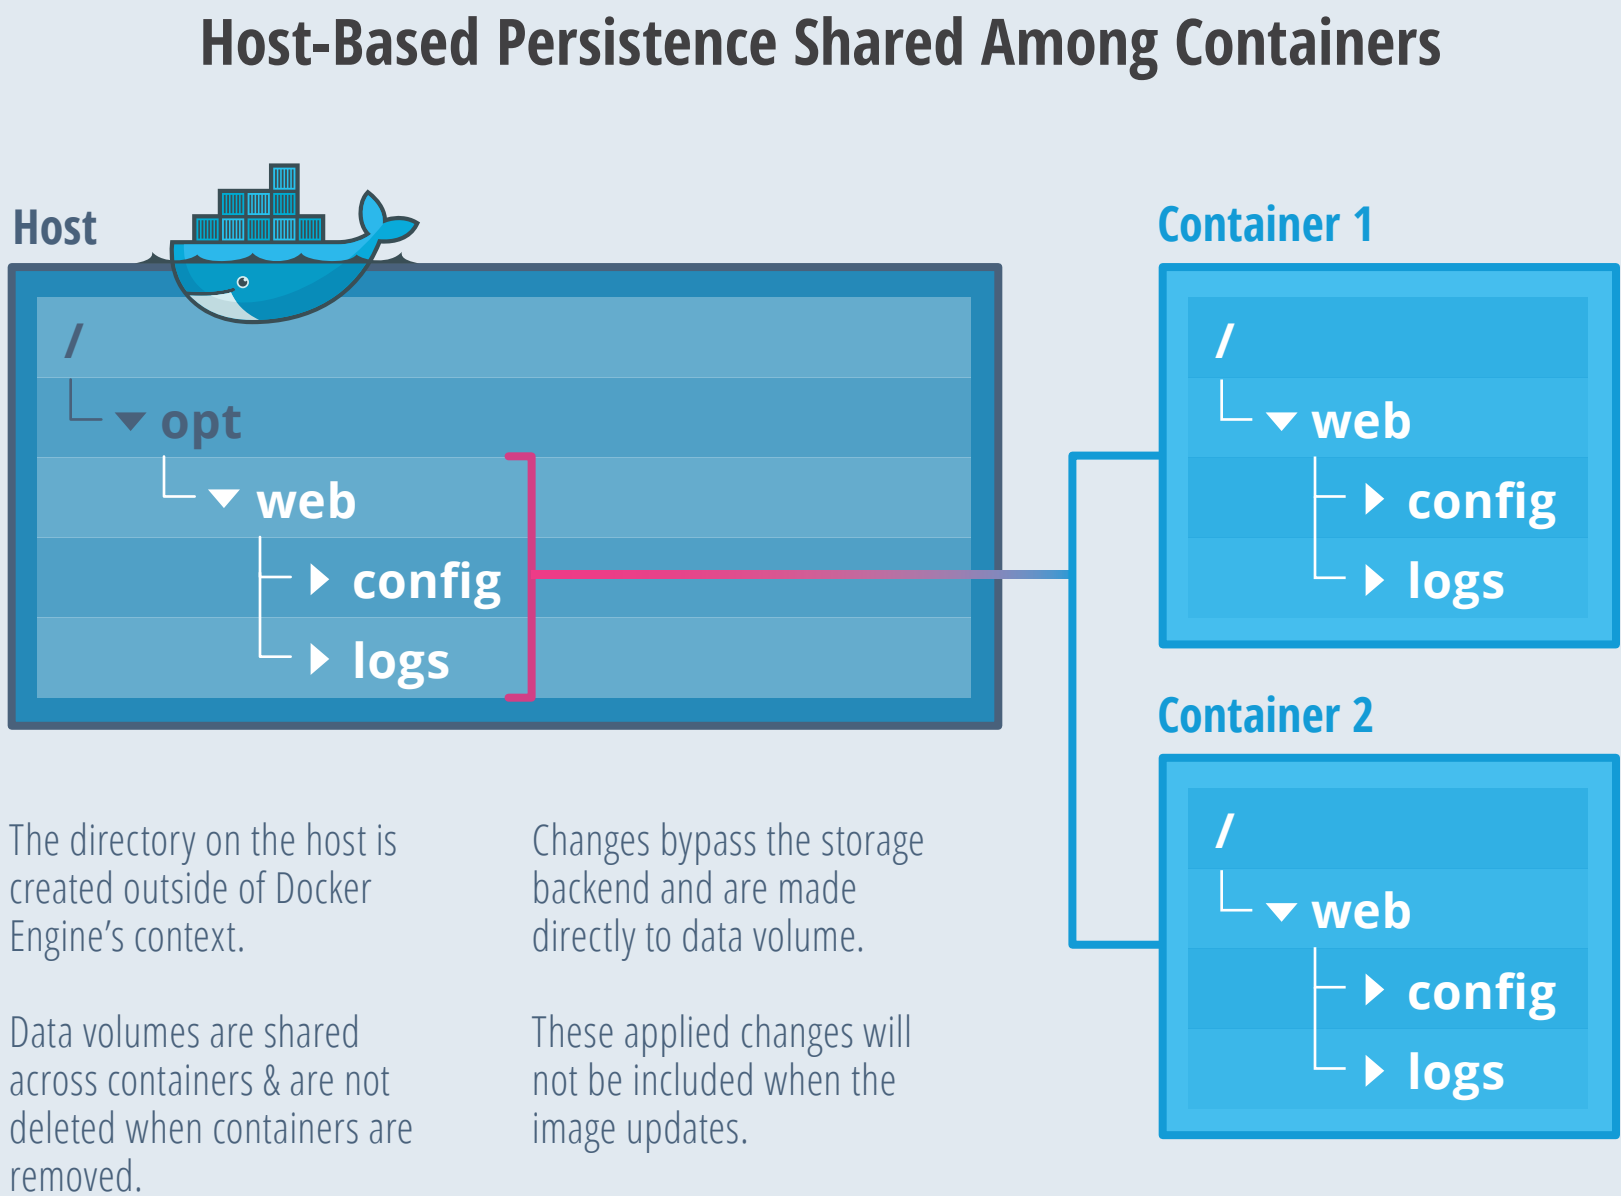 Host-Based Persistence Shared Among Containers
Host
/
opt
web
config
logs
Container 1
/
web
config
logs
Container 2
/
web
config
logs
The directory on the host is
created outside of Docker
Engine’s context.
Data volumes are shared
across containers & are not
deleted when containers are
removed.
Changes bypass the storage
backend and are made
directly to data volume.
These applied changes will
not be included when the
image updates.